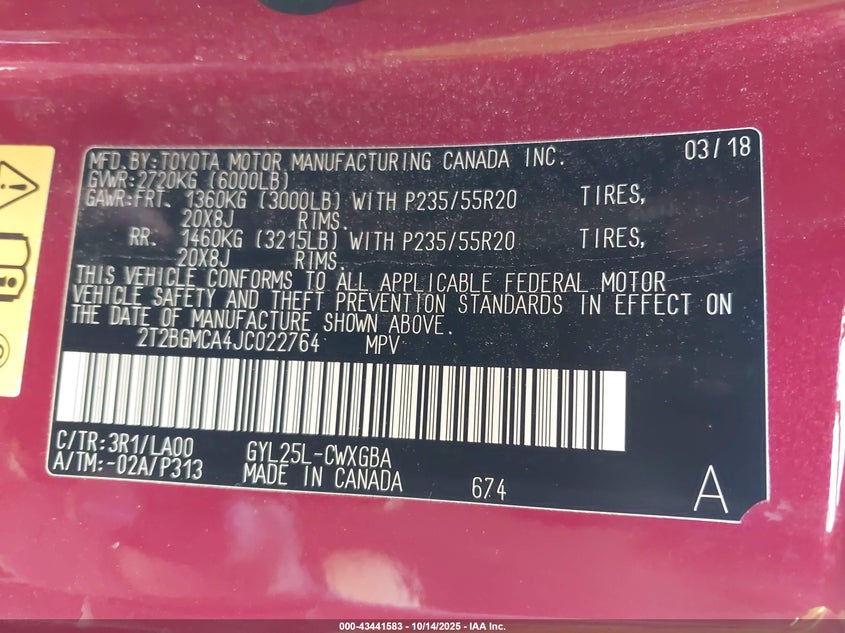 MFD. BY: TOYOTA MOTOR MANUFACTURING CANADA INC. 03/18
GVWR: 2720KG (6000LB)
GAWR: FRT. 1360KG (3000LB) WITH P235/55R20 TIRES,
20X8J RIMS.
RR. 1460KG (3215LB) WITH P235/55R20 TIRES,
20X8J RIMS.
THIS VEHICLE CONFORMS TO ALL APPLICABLE FEDERAL MOTOR
VEHICLE SAFETY AND THEFT PREVENTION STANDARDS IN EFFECT ON
THE DATE OF MANUFACTURE SHOWN ABOVE.
2T2BGMCA4JC022764 MPV
C/TR: 3R1/LA00 GYL25L-CWXGBA
A/TM: -02A/P313 MADE IN CANADA 674 A
000-43441583 - 10/14/2025 - IAA Inc.